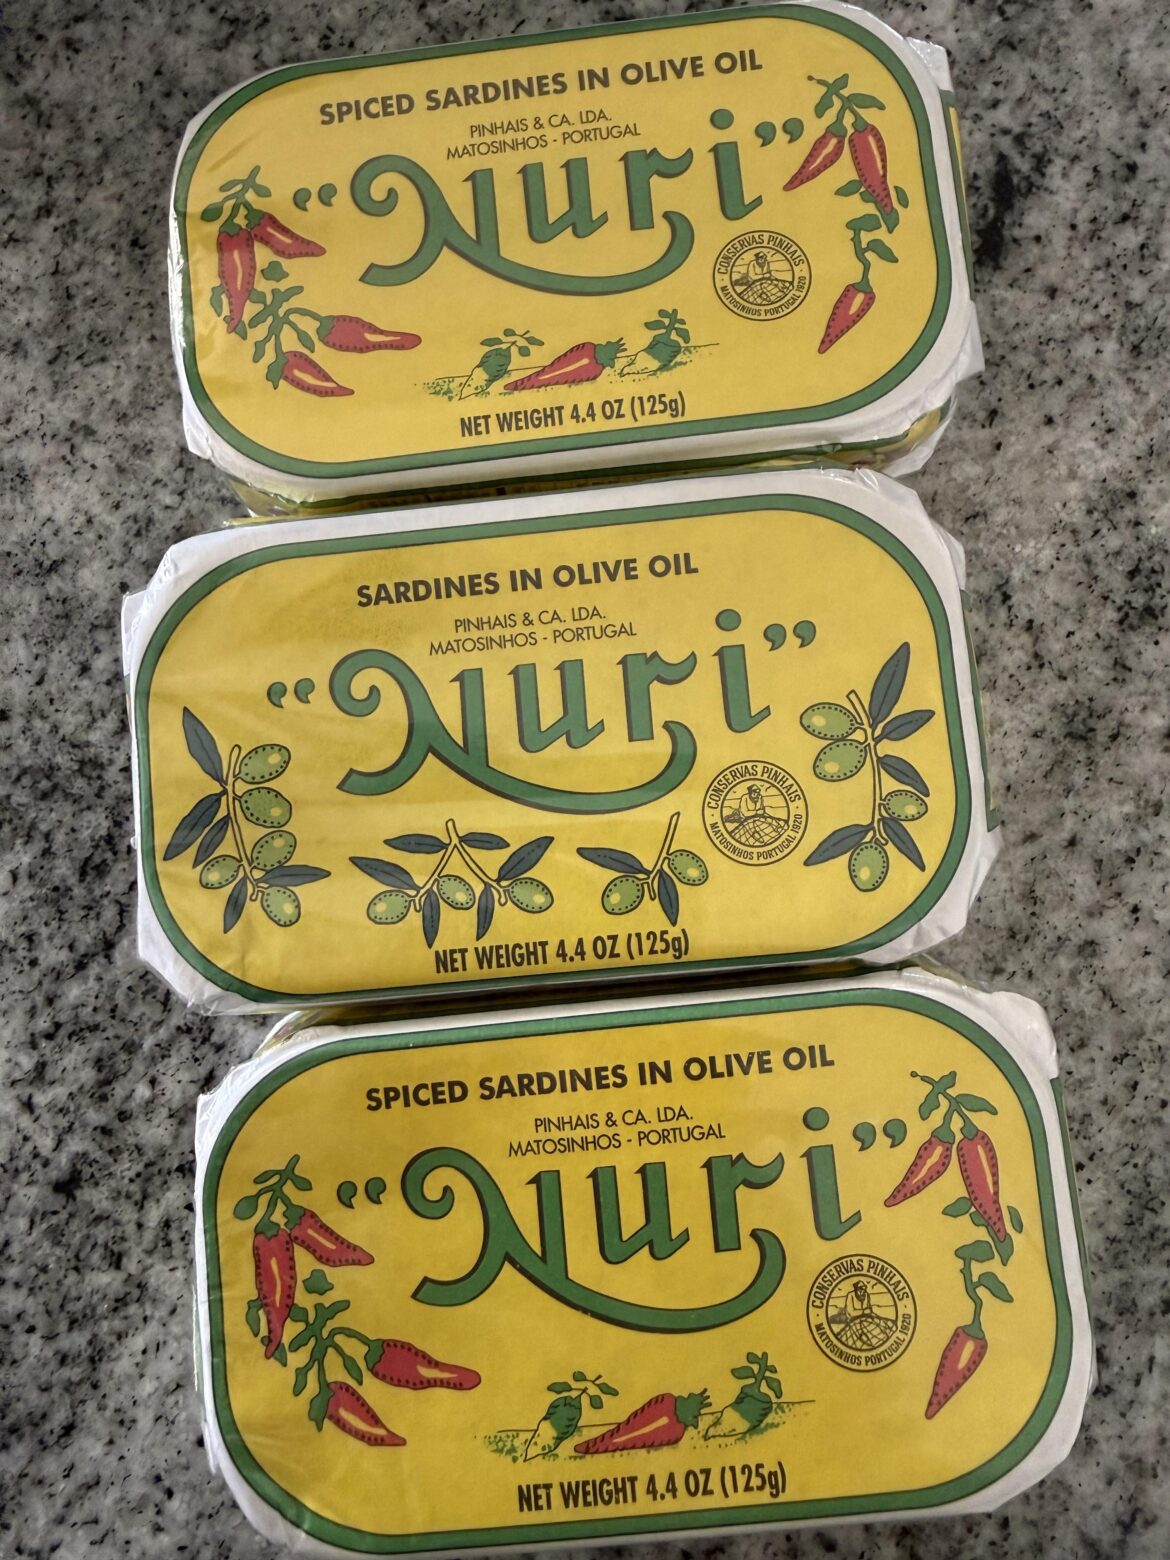 SPICED SARDINES IN OLIVE OIL
PINHAIS & CA. LDA.
MATOSINHOS - PORTUGAL
“Nuri”
CONSERVAS PINHAIS
MATOSINHOS PORTUGAL 1920
NET WEIGHT 4.4 OZ (125g)
SARDINES IN OLIVE OIL
PINHAIS & CA. LDA.
MATOSINHOS - PORTUGAL
“Nuri”
CONSERVAS PINHAIS
MATOSINHOS PORTUGAL 1920
NET WEIGHT 4.4 OZ (125g)
SPICED SARDINES IN OLIVE OIL
PINHAIS & CA. LDA.
MATOSINHOS - PORTUGAL
“Nuri”
CONSERVAS PINHAIS
MATOSINHOS PORTUGAL 1920
NET WEIGHT 4.4 OZ (125g)